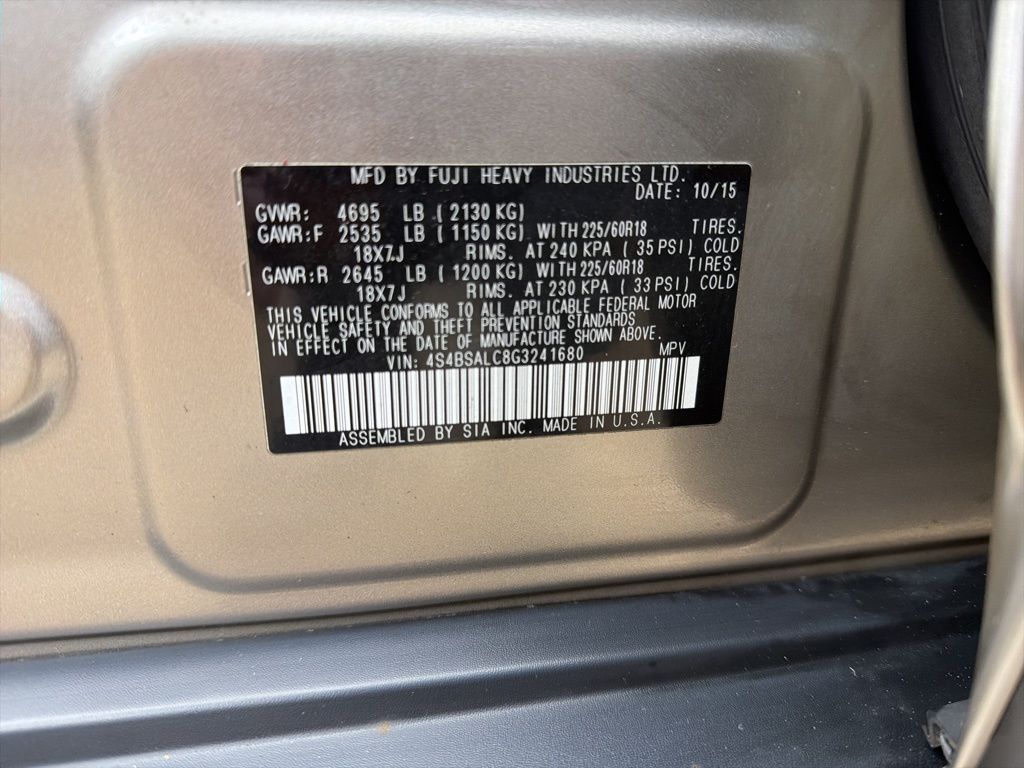 MFD BY FUJI HEAVY INDUSTRIES LTD.
DATE: 10/15
GVWR: 4695 LB ( 2130 KG)
GAWR:F 2535 LB ( 1150 KG) WITH 225/60R18 TIRES.
18X7J RIMS. AT 240 KPA ( 35 PSI) COLD
GAWR:R 2645 LB ( 1200 KG) WITH 225/60R18 TIRES.
18X7J RIMS. AT 230 KPA ( 33 PSI) COLD
THIS VEHICLE CONFORMS TO ALL APPLICABLE FEDERAL MOTOR
VEHICLE SAFETY AND THEFT PREVENTION STANDARDS
IN EFFECT ON THE DATE OF MANUFACTURE SHOWN ABOVE.
VIN: 4S4BSALC8G3241680 MPV
ASSEMBLED BY SIA INC. MADE IN U.S.A.